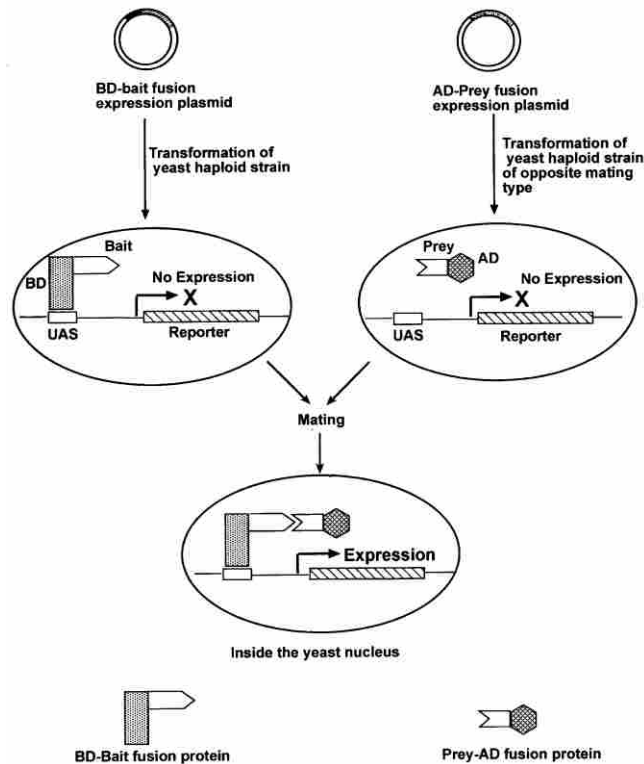 BD-bait fusion
expression plasmid
AD-Prey fusion
expression plasmid
Transformation of
yeast haploid strain
Transformation of
yeast haploid strain
of opposite mating
type
Bait
BD
No Expression
X
UAS
Reporter
Prey
AD
No Expression
X
UAS
Reporter
Mating
Expression
Inside the yeast nucleus
BD-Bait fusion protein
Prey-AD fusion protein